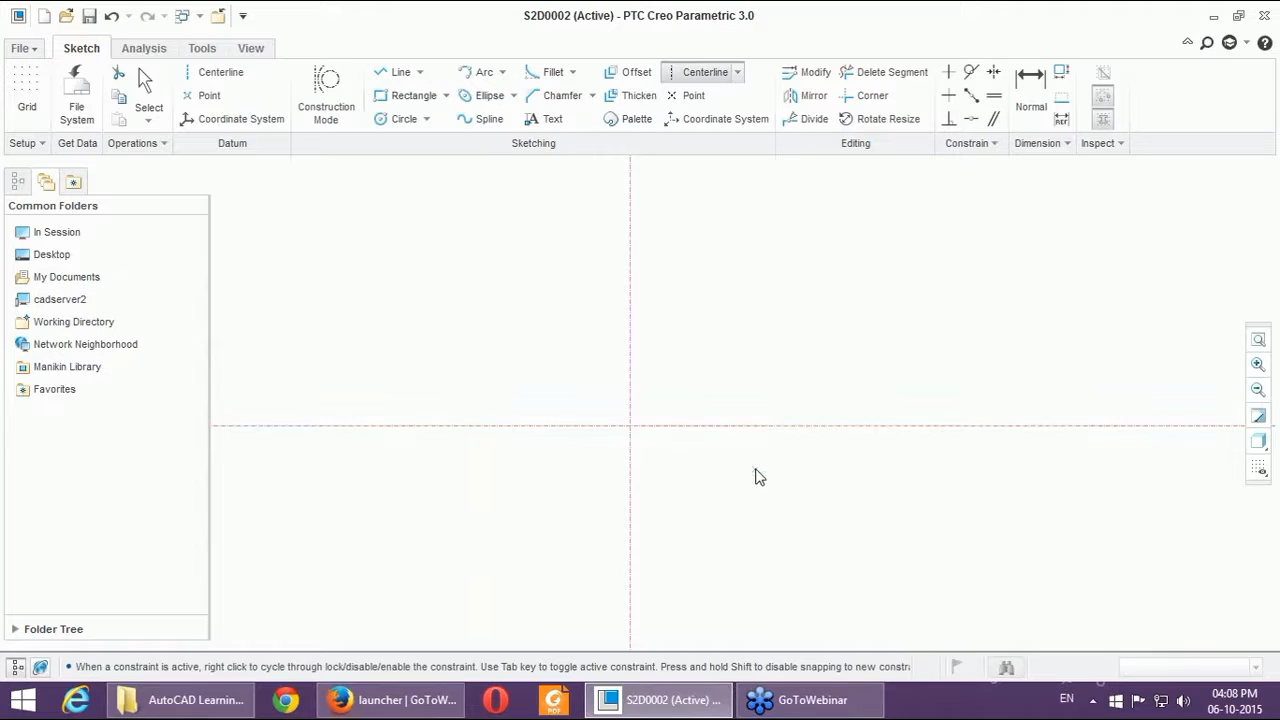 S2D0002 (Active) - PTC Creo Parametric 3.0
File
Sketch
Analysis
Tools
View
Grid
File System
Select
Centerline
Point
Coordinate System
Construction Mode
Line
Rectangle
Circle
Arc
Ellipse
Spline
Fillet
Chamfer
Text
Offset
Thicken
Palette
Centerline
Point
Coordinate System
Modify
Mirror
Divide
Delete Segment
Corner
Rotate Resize
Normal
REF
Setup
Get Data
Operations
Datum
Sketching
Editing
Constrain
Dimension
Inspect
Common Folders
In Session
Desktop
My Documents
cadserver2
Working Directory
Network Neighborhood
Manikin Library
Favorites
Folder Tree
When a constraint is active, right click to cycle through lock/disable/enable the constraint. Use Tab key to toggle active constraint. Press and hold Shift to disable snapping to new constr
AutoCAD Learnin...
launcher | GoToW...
PDF
S2D0002 (Active) ...
GoToWebinar
EN
04:08 PM
06-10-2015